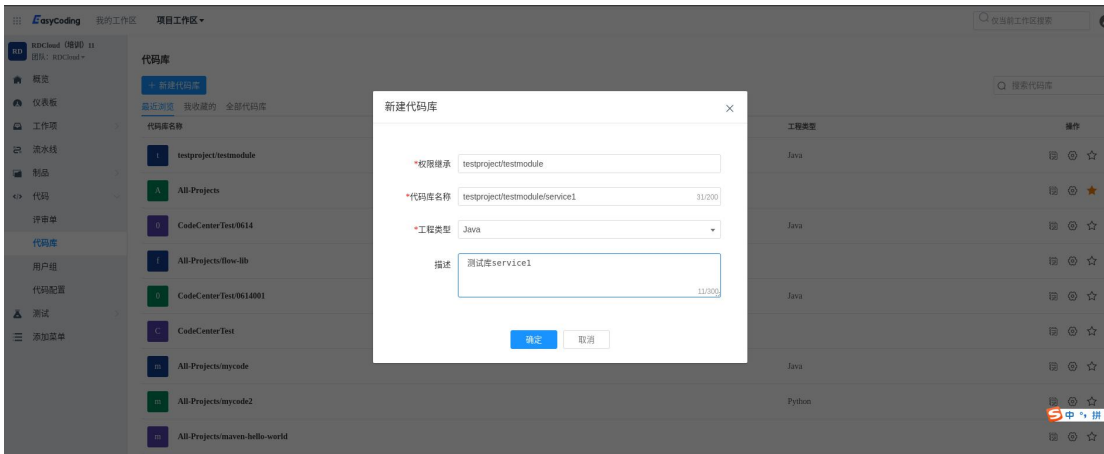 EasyCoding 我的工作区 项目工作区 仅当前工作区搜索
RD RDCloud（培训）11
团队：RDCloud
代码库
概览
+ 新建代码库 搜索代码库
仪表板
最近浏览 我收藏的 全部代码库
工作项
代码库名称 工程类型 操作
流水线
t testproject/testmodule Java
制品
A All-Projects
代码
评审单
0 CodeCenterTest/0614 Java
代码库
用户组
f All-Projects/flow-lib
代码配置
0 CodeCenterTest/0614001 Java
测试
添加菜单
C CodeCenterTest
m All-Projects/mycode Java
m All-Projects/mycode2 Python
m All-Projects/maven-hello-world
新建代码库
*权限继承 testproject/testmodule
*代码库名称 testproject/testmodule/service1 31/200
*工程类型 Java
描述 测试库service1
11/300
确定 取消
S 中 °, 拼